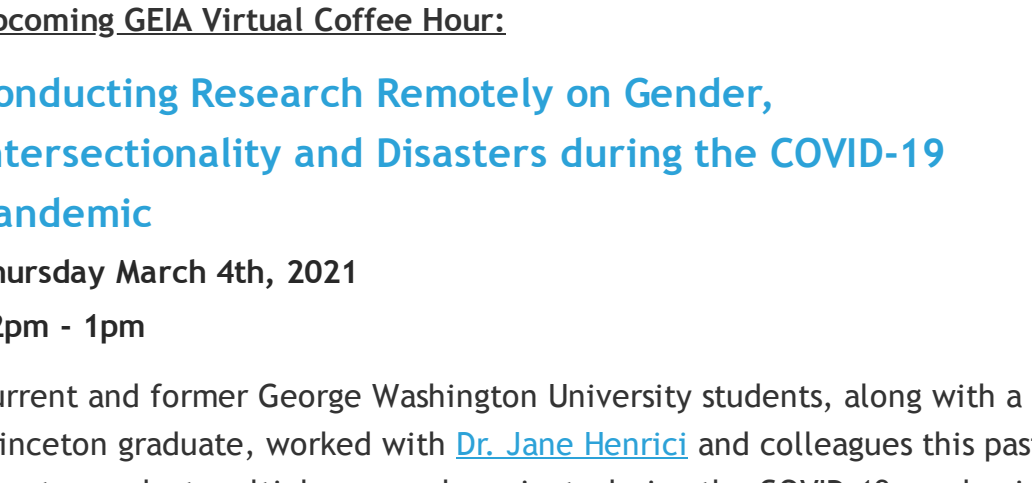 pcoming GEIA Virtual Coffee Hour:
onducting Research Remotely on Gender,
ntersectionality and Disasters during the COVID-19
andemic
hursday March 4th, 2021
2pm - 1pm
urrent and former George Washington University students, along with a
inceton graduate, worked with Dr. Jane Henrici and colleagues this pas